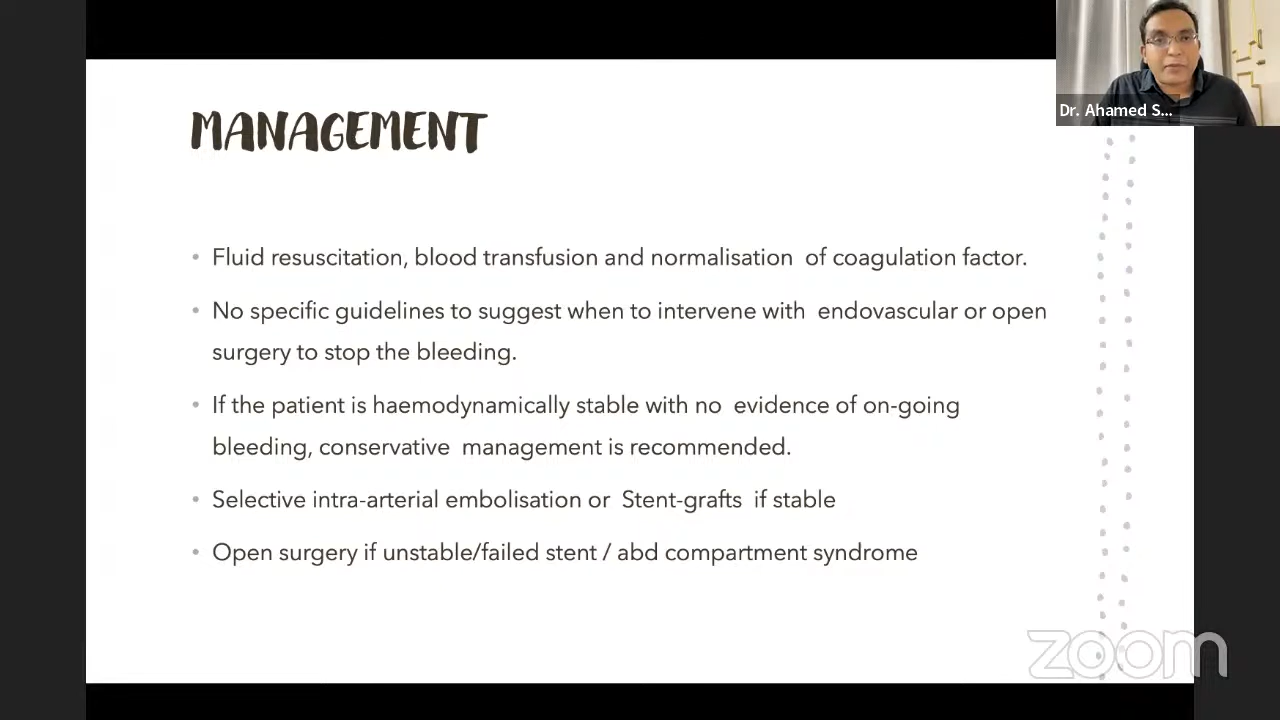 MANAGEMENT
Dr. Ahamed S...
• Fluid resuscitation, blood transfusion and normalisation of coagulation factor.
• No specific guidelines to suggest when to intervene with endovascular or open
surgery to stop the bleeding.
• If the patient is haemodynamically stable with no evidence of on-going
bleeding, conservative management is recommended.
• Selective intra-arterial embolisation or Stent-grafts if stable
• Open surgery if unstable/failed stent / abd compartment syndrome
zoom